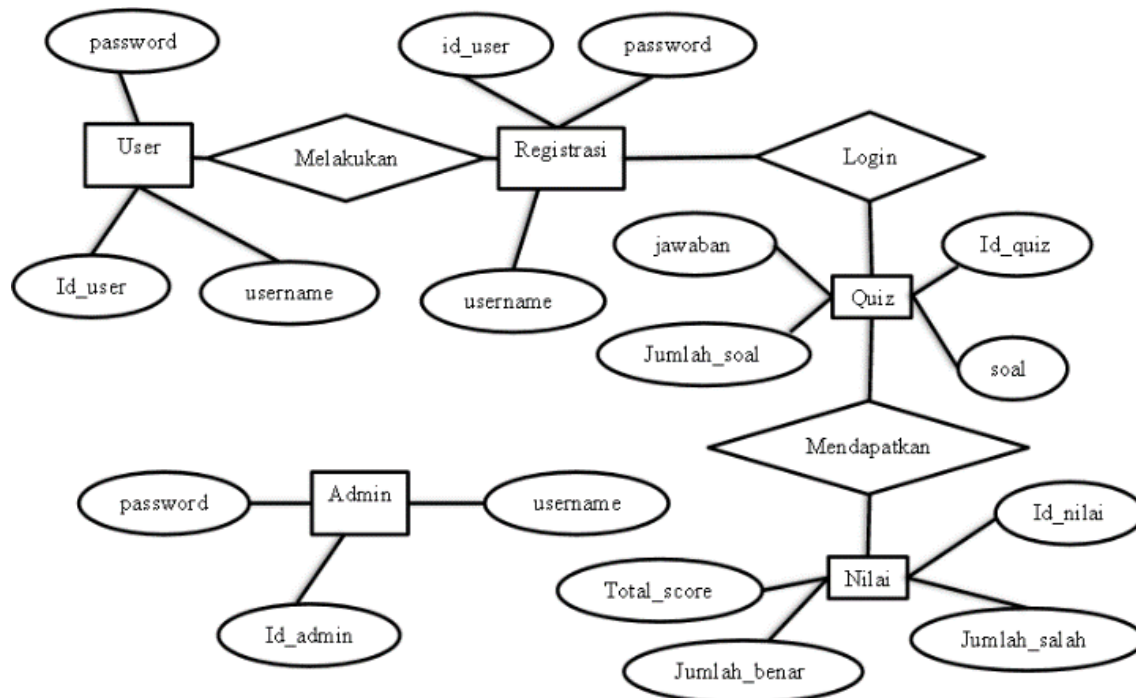 password
id_user
password
User
Melakukan
Registrasi
Login
Id_user
username
username
jawaban
Id_quiz
Quiz
Jumlah_soal
soal
Mendapatkan
password
Admin
username
Id_admin
Id_nilai
Nilai
Total_score
Jumlah_salah
Jumlah_benar